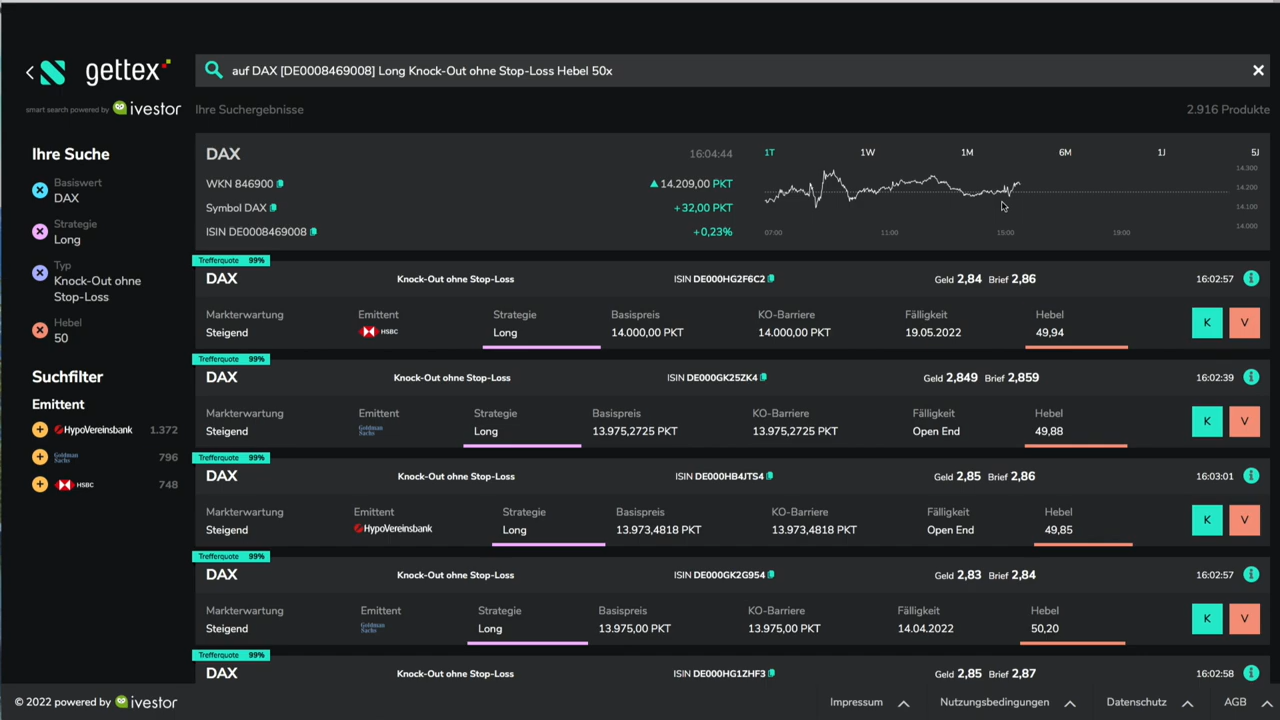 gettex
auf DAX [DE0008469008] Long Knock-Out ohne Stop-Loss Hebel 50x
smart search powered by ivestor
Ihre Suchergebnisse
2.916 Produkte
Ihre Suche
Basiswert
DAX
Strategie
Long
Typ
Knock-Out ohne
Stop-Loss
Hebel
50
Suchfilter
Emittent
HypoVereinsbank 1.372
Goldman Sachs 796
HSBC 748
DAX 16:04:44
WKN 846900 14.209,00 PKT
Symbol DAX +32,00 PKT
ISIN DE0008469008 +0,23%
1T 1W 1M 6M 1J 5J
14.300
14.200
14.100
14.000
07:00 11:00 15:00 19:00
Trefferquote 99%
DAX Knock-Out ohne Stop-Loss ISIN DE000HG2F6C2 Geld 2,84 Brief 2,86 16:02:57
Markterwartung Emittent Strategie Basispreis KO-Barriere Fälligkeit Hebel
Steigend HSBC Long 14.000,00 PKT 14.000,00 PKT 19.05.2022 49,94 K V
Trefferquote 99%
DAX Knock-Out ohne Stop-Loss ISIN DE000GK25ZK4 Geld 2,849 Brief 2,859 16:02:39
Markterwartung Emittent Strategie Basispreis KO-Barriere Fälligkeit Hebel
Steigend Goldman Sachs Long 13.975,2725 PKT 13.975,2725 PKT Open End 49,88 K V
Trefferquote 99%
DAX Knock-Out ohne Stop-Loss ISIN DE000HB4JTS4 Geld 2,85 Brief 2,86 16:03:01
Markterwartung Emittent Strategie Basispreis KO-Barriere Fälligkeit Hebel
Steigend HypoVereinsbank Long 13.973,4818 PKT 13.973,4818 PKT Open End 49,85 K V
Trefferquote 99%
DAX Knock-Out ohne Stop-Loss ISIN DE000GK2G954 Geld 2,83 Brief 2,84 16:02:57
Markterwartung Emittent Strategie Basispreis KO-Barriere Fälligkeit Hebel
Steigend Goldman Sachs Long 13.975,00 PKT 13.975,00 PKT 14.04.2022 50,20 K V
Trefferquote 99%
DAX Knock-Out ohne Stop-Loss ISIN DE000HG1ZHF3 Geld 2,85 Brief 2,87 16:02:58
© 2022 powered by ivestor
Impressum Nutzungsbedingungen Datenschutz AGB